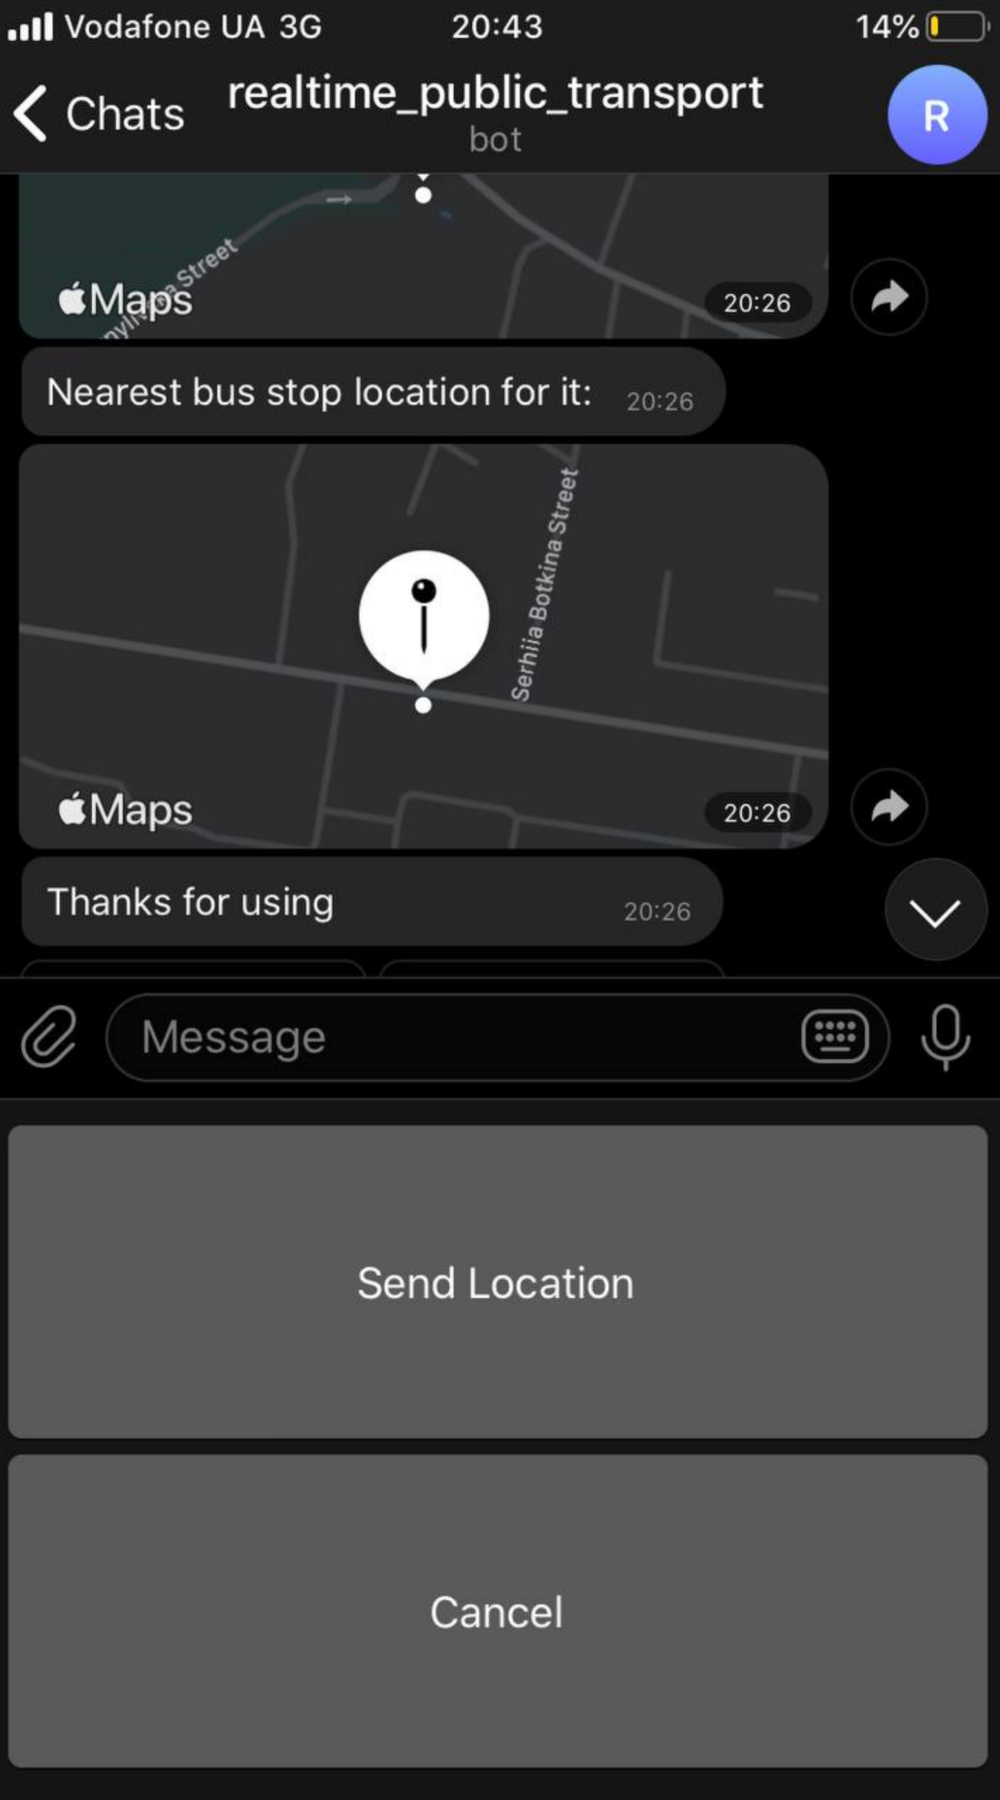 Vodafone UA 3G 20:43 14%
Chats
realtime_public_transport
bot
R
Street
Maps
20:26
Nearest bus stop location for it: 20:26
Serhiia Botkina Street
Maps
20:26
Thanks for using 20:26
Message
Send Location
Cancel